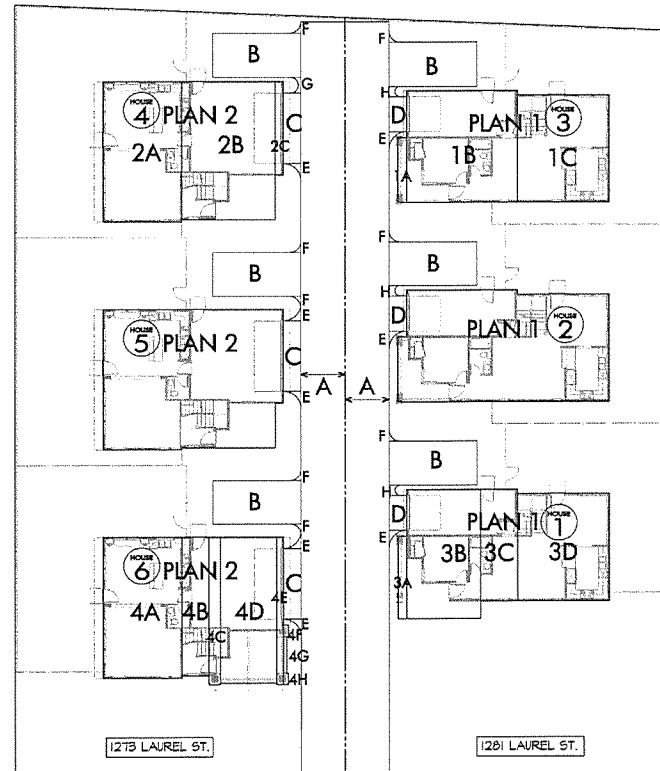 F
F
B
B
G
H
HOUSE
4
PLAN 2
C
D
PLAN 1
HOUSE
3
2A
2B
2C
E
E
1A
1B
1C
F
F
B
B
F
H
E
HOUSE
5
PLAN 2
C
D
PLAN 1
HOUSE
2
E
E
A
A
F
F
B
B
F
H
E
HOUSE
6
PLAN 2
C
D
PLAN 1
HOUSE
1
E
3A
3B
3C
3D
4A
4B
4C
4D
4E
E
4F
4G
4H
1273 LAUREL ST.
1281 LAUREL ST.